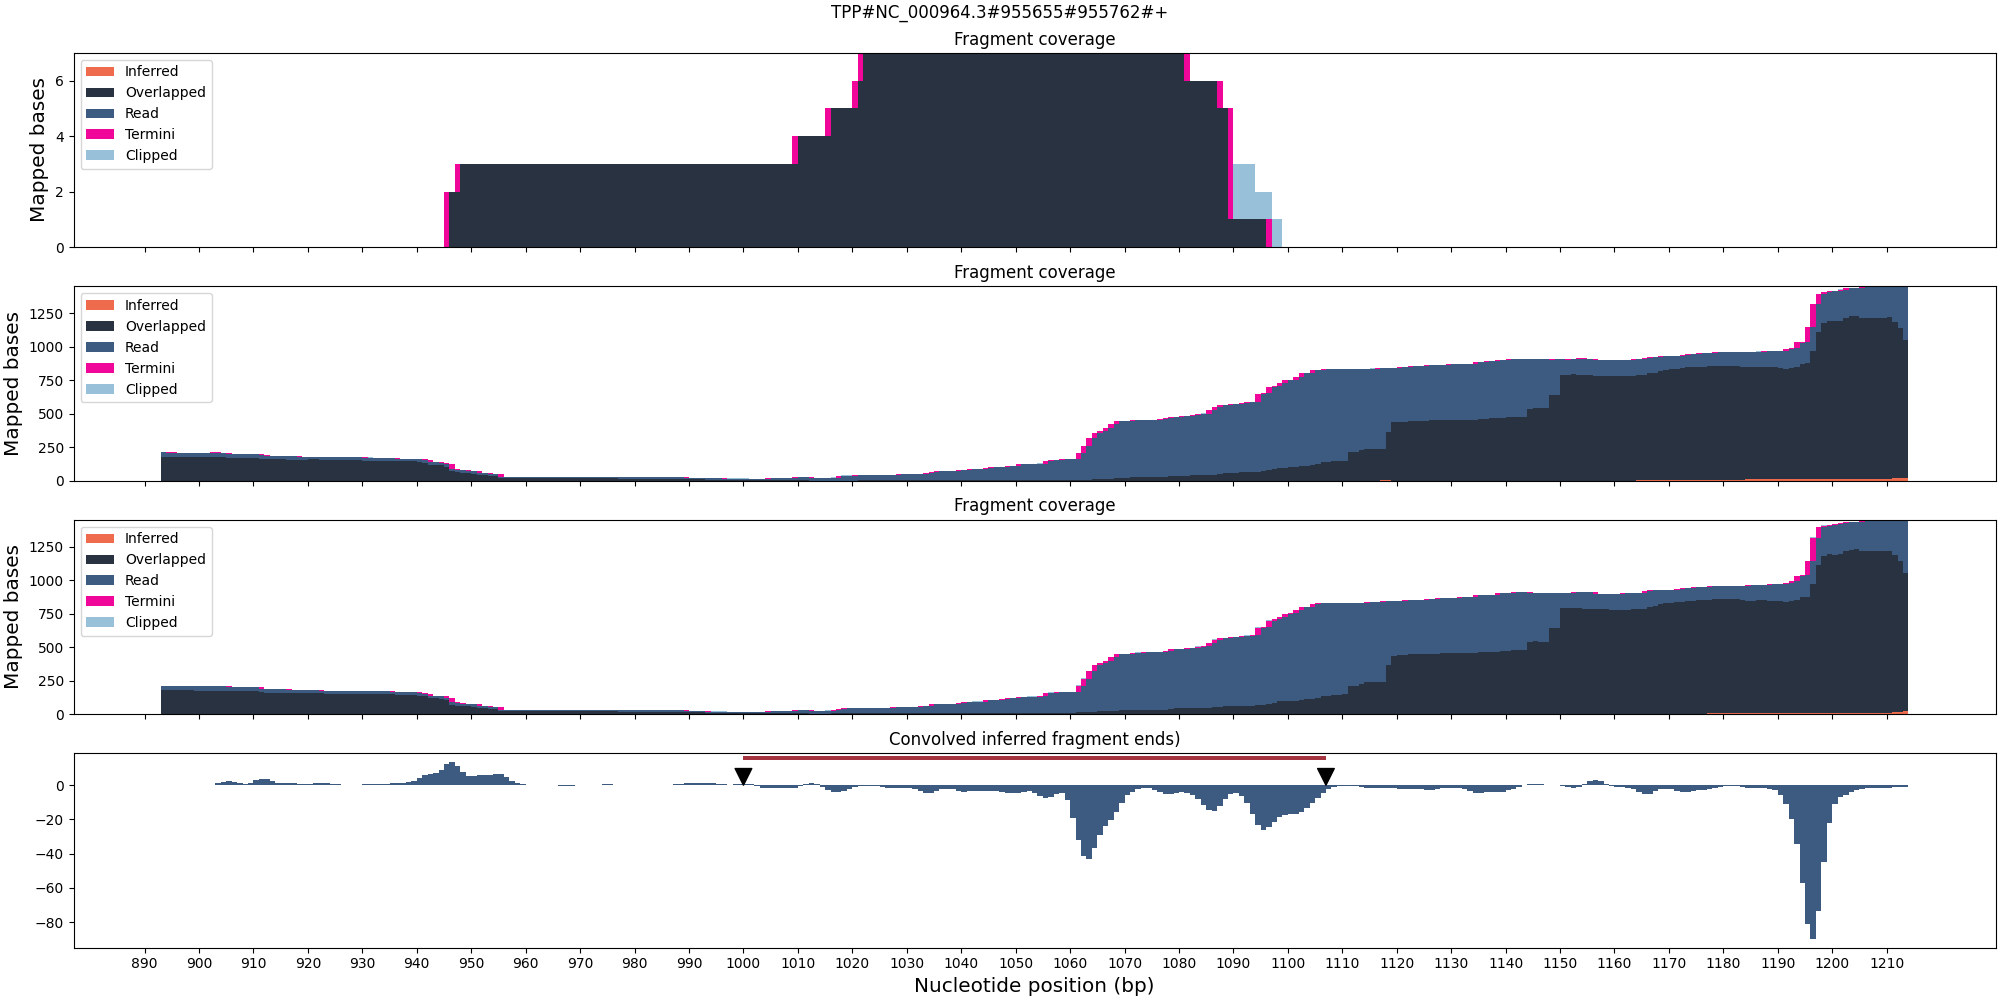 TPP#NC_000964.3#955655#955762#+
Fragment coverage
Mapped bases
6
4
2
0
Inferred
Overlapped
Read
Termini
Clipped
Fragment coverage
Mapped bases
1250
1000
750
500
250
0
Inferred
Overlapped
Read
Termini
Clipped
Fragment coverage
Mapped bases
1250
1000
750
500
250
0
Inferred
Overlapped
Read
Termini
Clipped
Convolved inferred fragment ends)
0
−20
−40
−60
−80
890 900 910 920 930 940 950 960 970 980 990 1000 1010 1020 1030 1040 1050 1060 1070 1080 1090 1100 1110 1120 1130 1140 1150 1160 1170 1180 1190 1200 1210
Nucleotide position (bp)